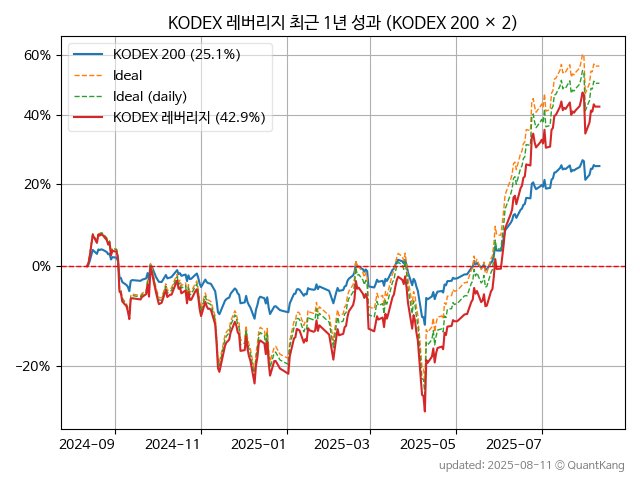 KODEX 레버리지 최근 1년 성과 (KODEX 200 × 2)
KODEX 200 (25.1%)
Ideal
Ideal (daily)
KODEX 레버리지 (42.9%)
60%
40%
20%
0%
−20%
2024−09
2024−11
2025−01
2025−03
2025−05
2025−07
updated: 2025-08-11 © QuantKang